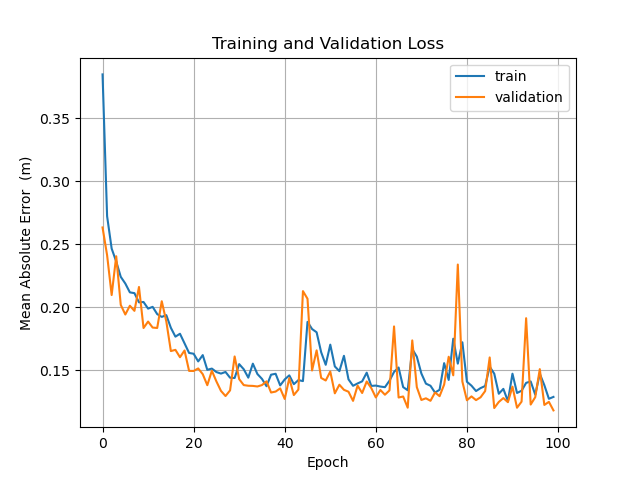 Training and Validation Loss
train
validation
Mean Absolute Error  (m)
0.35
0.30
0.25
0.20
0.15
0
20
40
60
80
100
Epoch